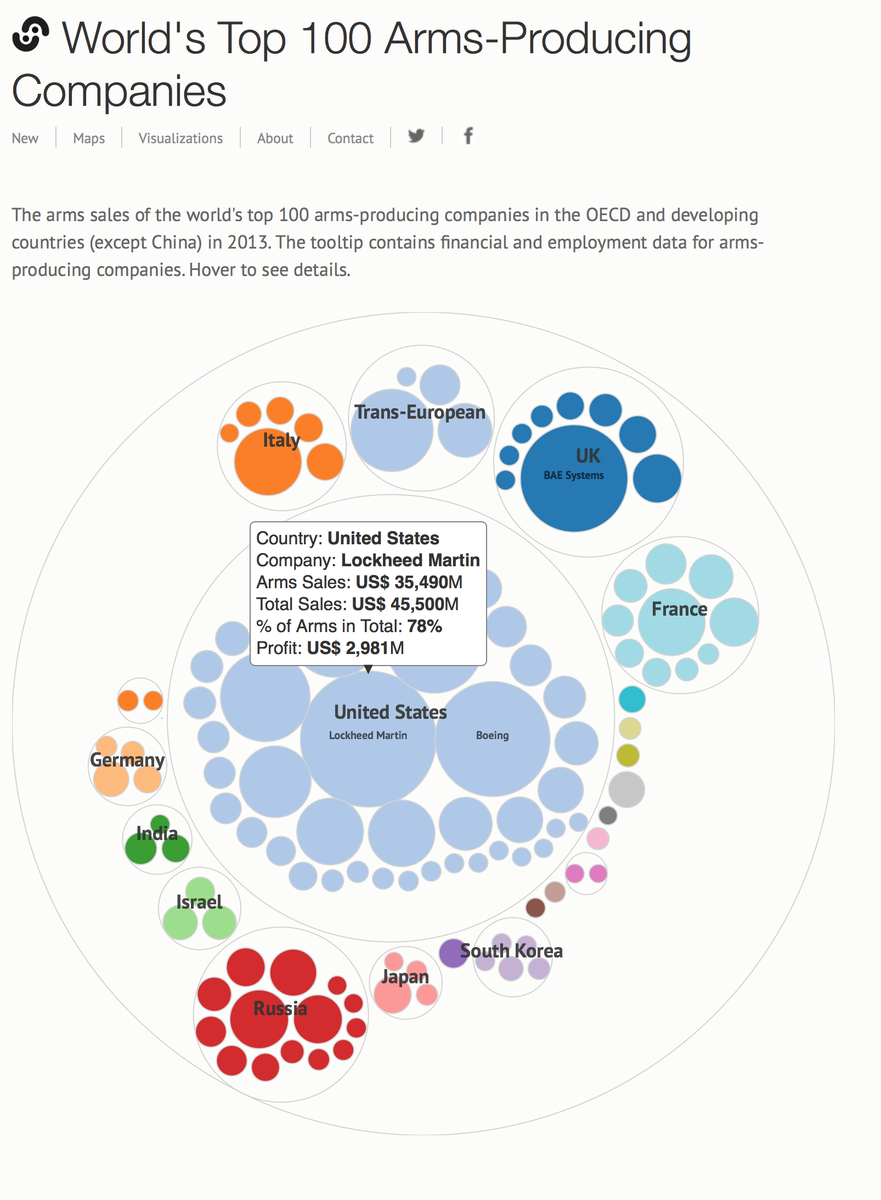 World's Top 100 Arms-Producing
Companies
New
Maps
Visualizations
About
Contact
The arms sales of the world's top 100 arms-producing companies in the OECD and developing
countries (except China) in 2013. The tooltip contains financial and employment data for arms-
producing companies. Hover to see details.
Trans-European
Italy
UK
BAE Systems
Country: United States
Company: Lockheed Martin
Arms Sales: US$ 35,490M
Total Sales: US$ 45,500M
% of Arms in Total: 78%
Profit: US$ 2,981M
France
United States
Lockheed Martin
Boeing
Germany
India
Israel
South Korea
Japan
Russia